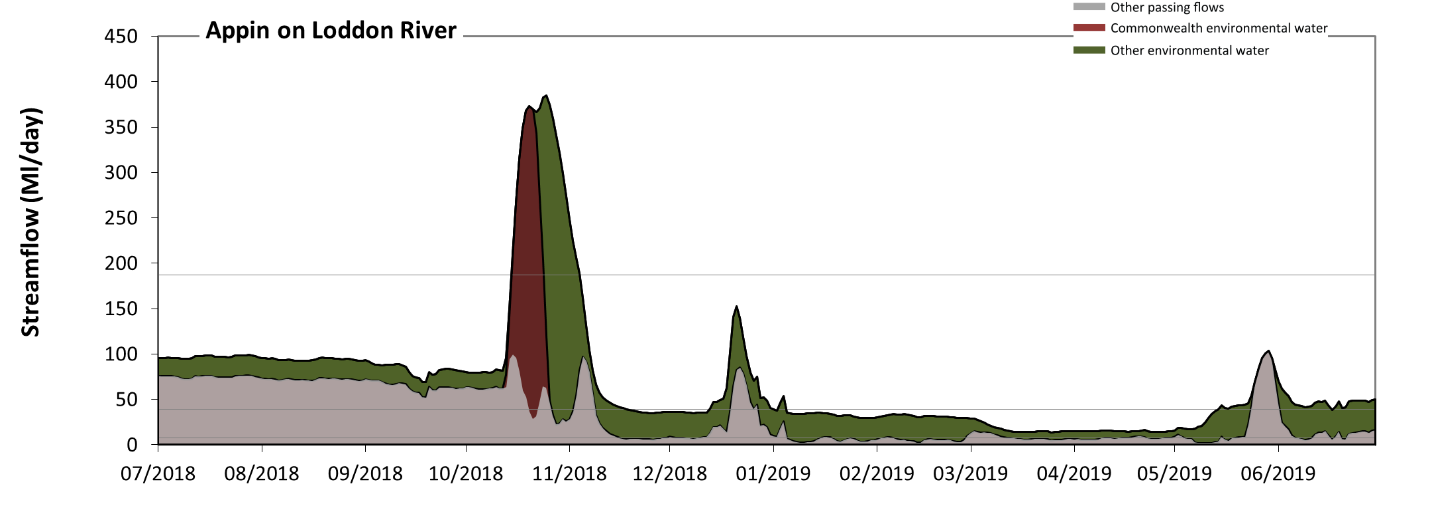 Other passing flows
Appin on Loddon River
Commonwealth environmental water
Other environmental water
Streamflow (Ml/day)
450
400
350
300
250
200
150
100
50
0
07/2018 08/2018 09/2018 10/2018 11/2018 12/2018 01/2019 02/2019 03/2019 04/2019 05/2019 06/2019